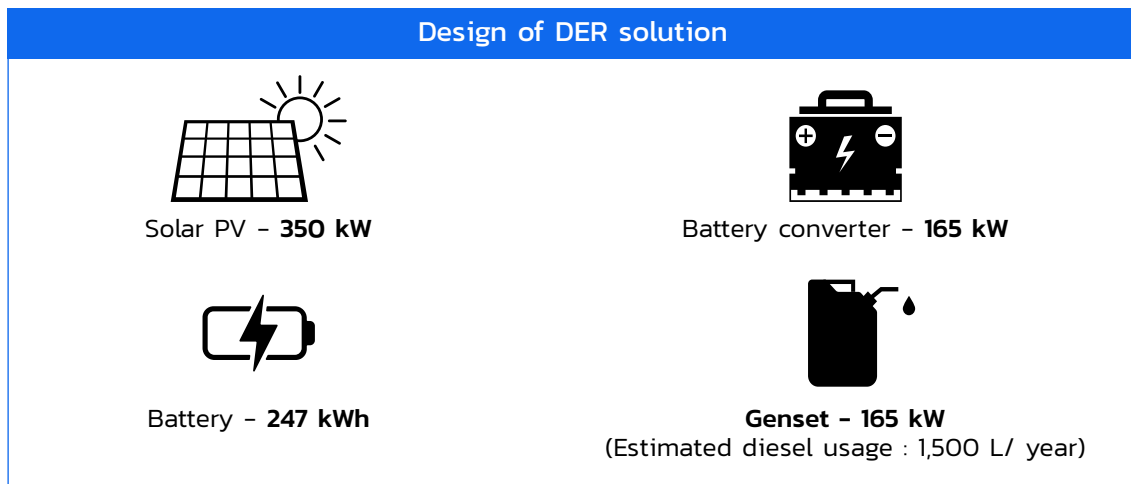 Design of DER solution
Solar PV - 350 kW
Battery converter - 165 kW
Battery - 247 kWh
Genset - 165 kW
(Estimated diesel usage : 1,500 L/ year)